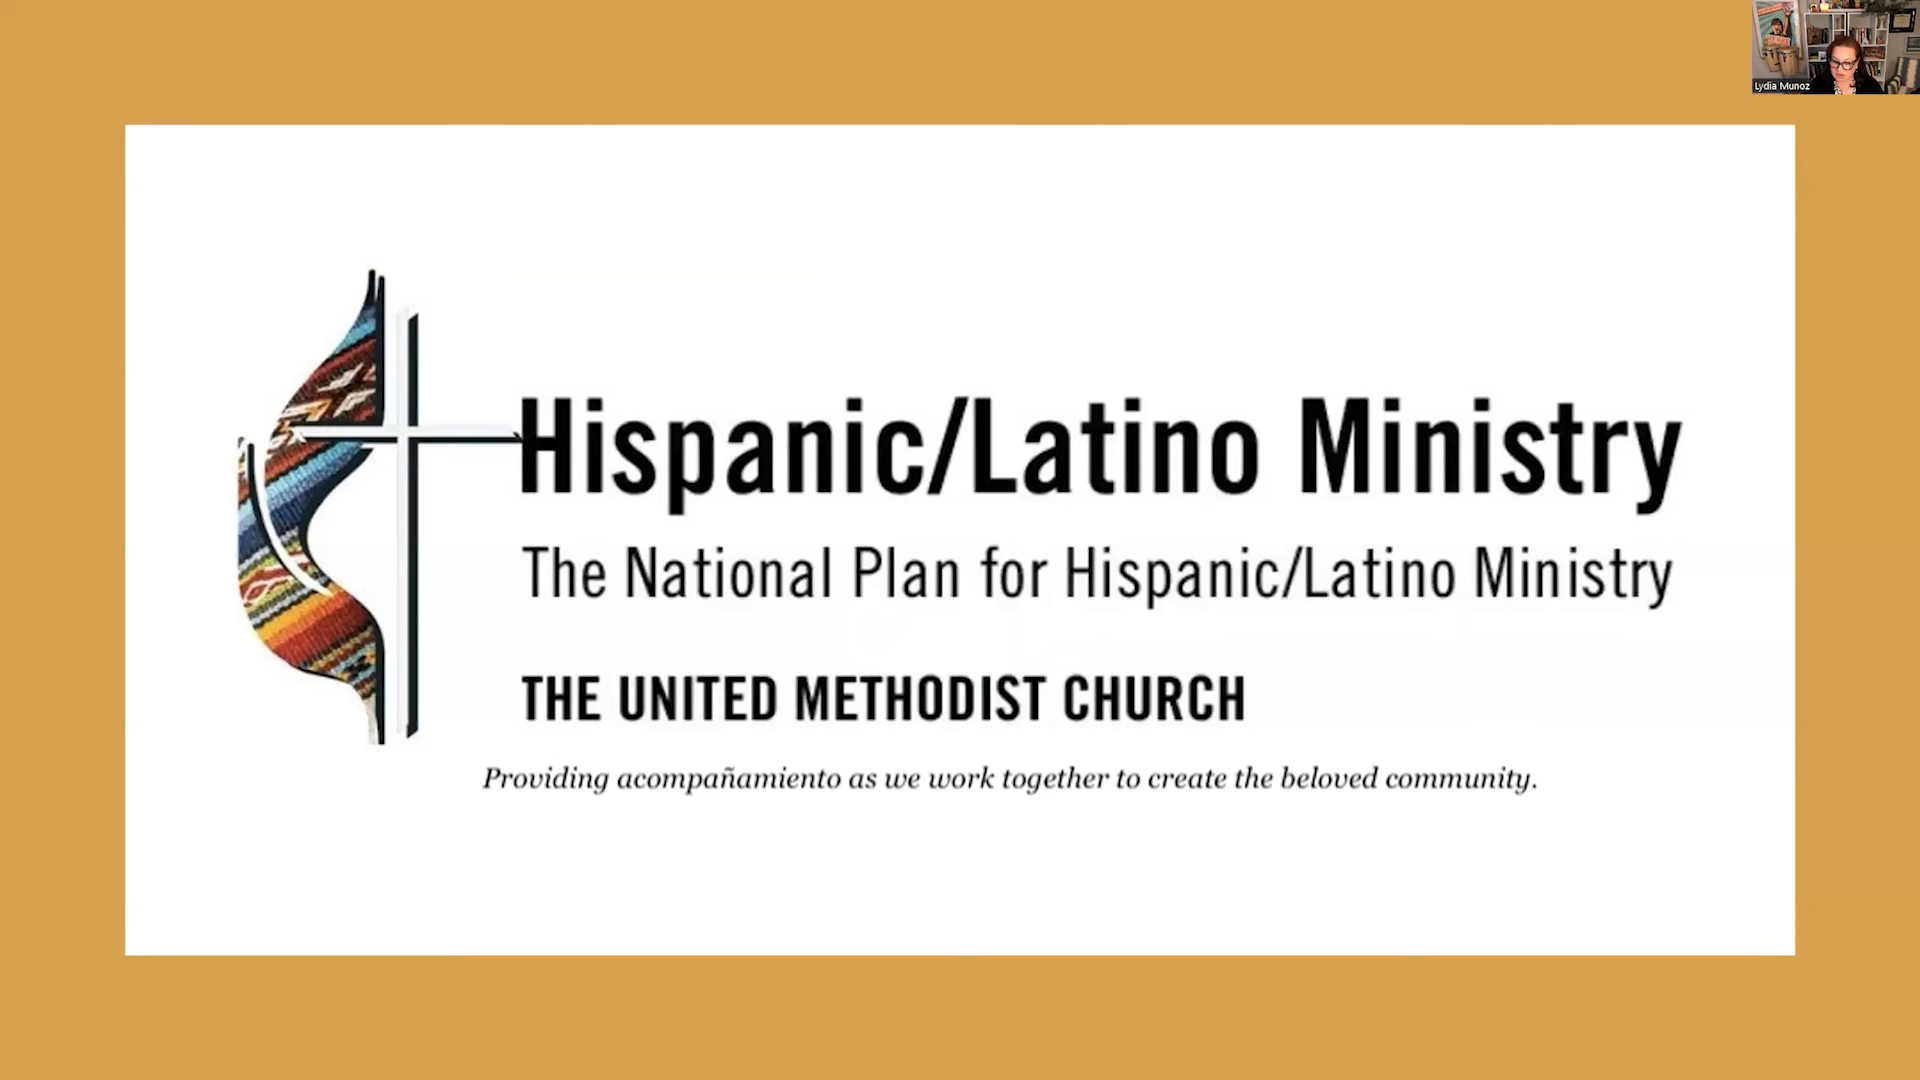 Lydia Munoz
Hispanic/Latino Ministry
The National Plan for Hispanic/Latino Ministry
THE UNITED METHODIST CHURCH
Providing acompañamiento as we work together to create the beloved community.